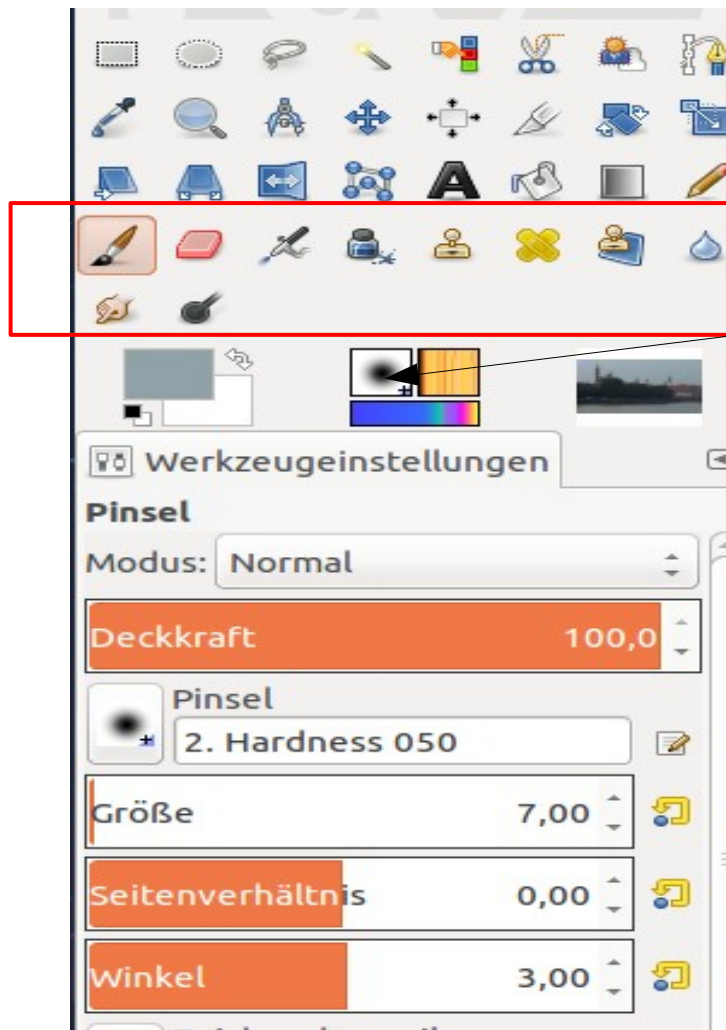 Werkzeugeinstellungen
Pinsel
Modus: Normal
Deckkraft 100,0
Pinsel
2. Hardness 050
Größe 7,00
Seitenverhältnis 0,00
Winkel 3,00